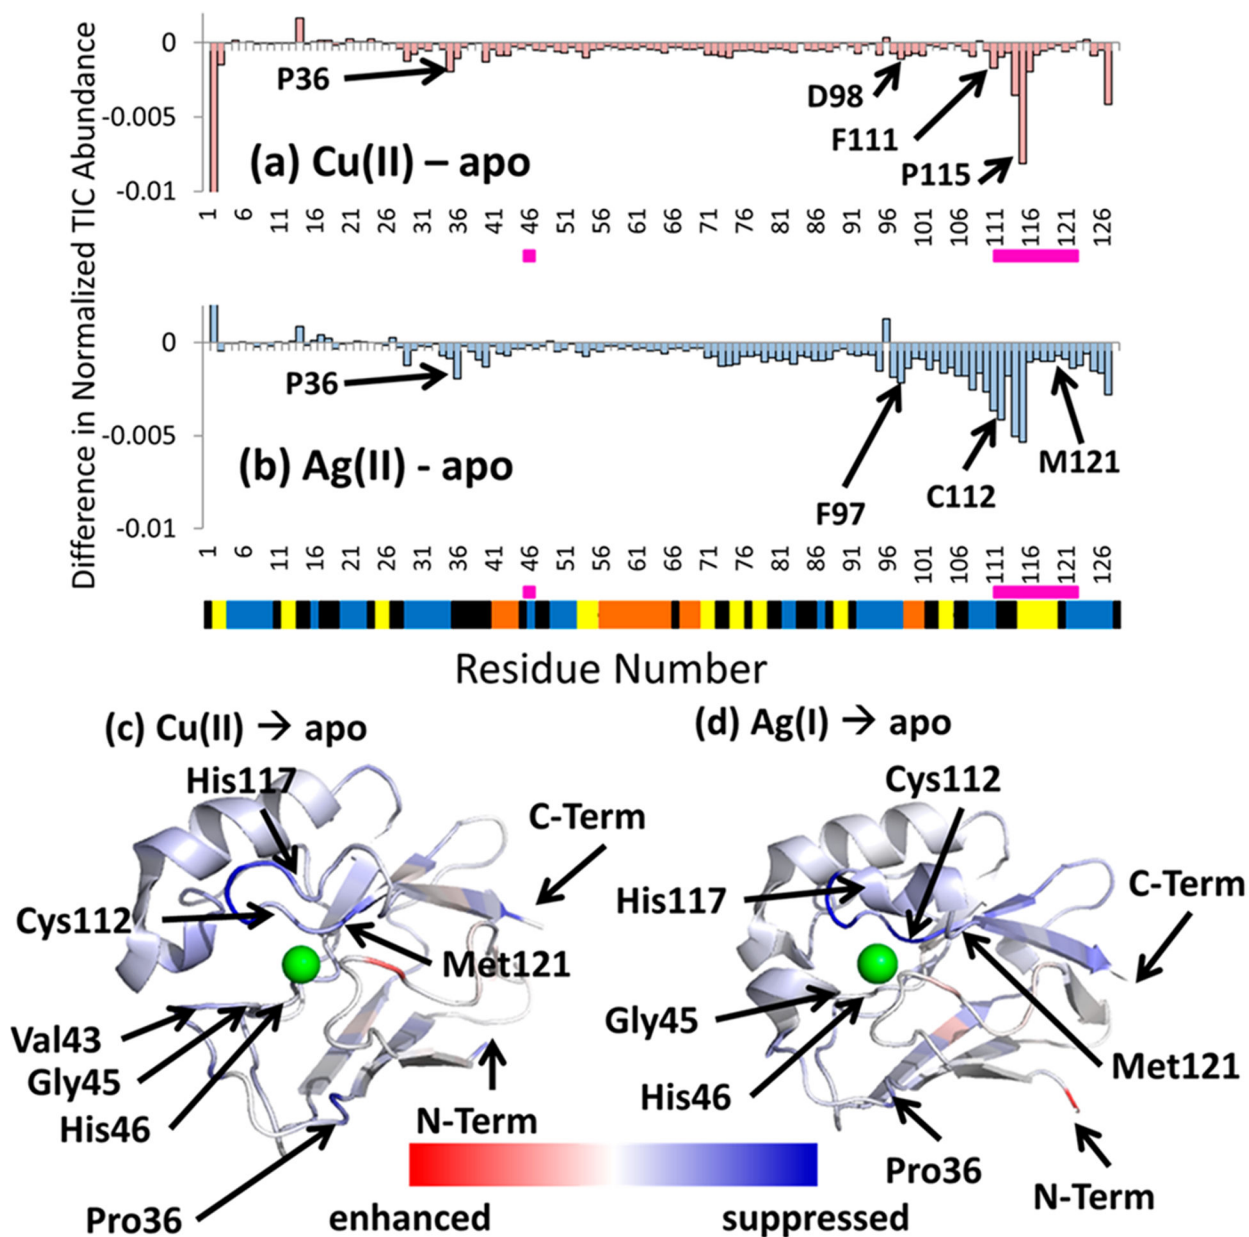 Difference in Normalized TIC Abundance
0
-0.005
-0.01
P36
D98
F111
P115
(a) Cu(II) – apo
1 6 11 16 21 26 31 36 41 46 51 56 61 66 71 76 81 86 91 96 101 106 111 116 121 126
0
-0.005
-0.01
P36
(b) Ag(II) - apo
F97
C112
M121
1 6 11 16 21 26 31 36 41 46 51 56 61 66 71 76 81 86 91 96 101 106 111 116 121 126
Residue Number
(c) Cu(II) → apo
His117
C-Term
Cys112
Met121
Val43
Gly45
His46
N-Term
Pro36
(d) Ag(I) → apo
Cys112
His117
C-Term
Gly45
His46
Met121
Pro36
N-Term
enhanced
suppressed